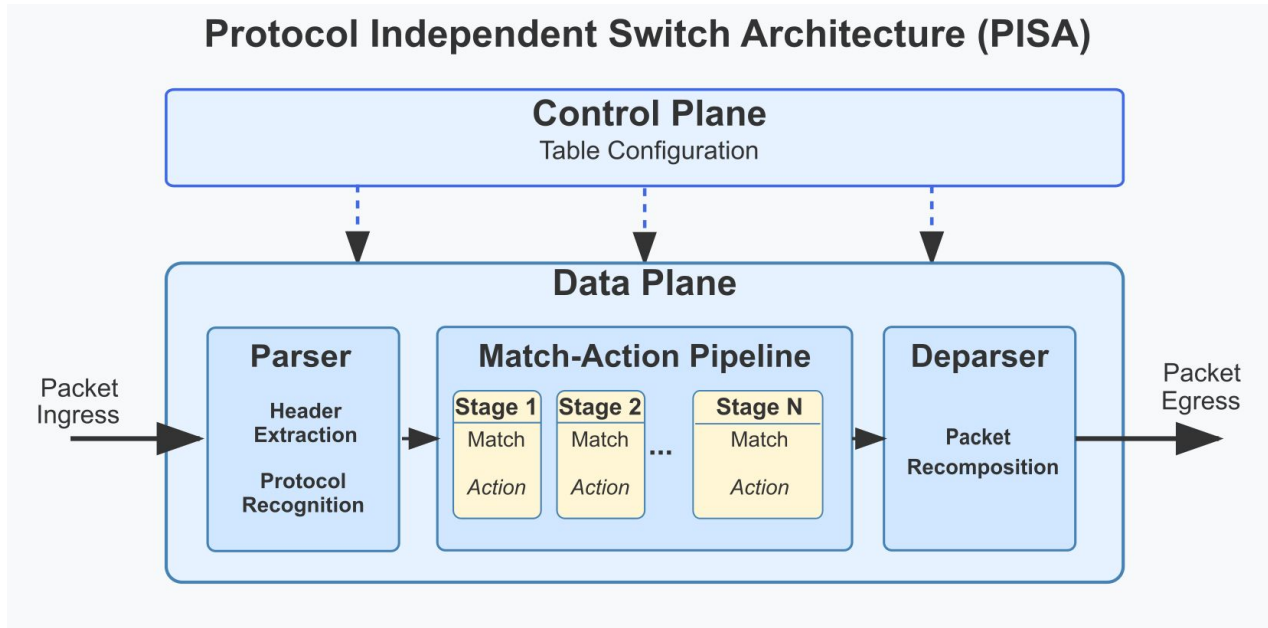 Protocol Independent Switch Architecture (PISA)
Control Plane
Table Configuration
Data Plane
Packet
Ingress
Parser
Header
Extraction
Protocol
Recognition
Match-Action Pipeline
Stage 1
Match
Action
Stage 2
Match
Action
...
Stage N
Match
Action
Deparser
Packet
Recomposition
Packet
Egress